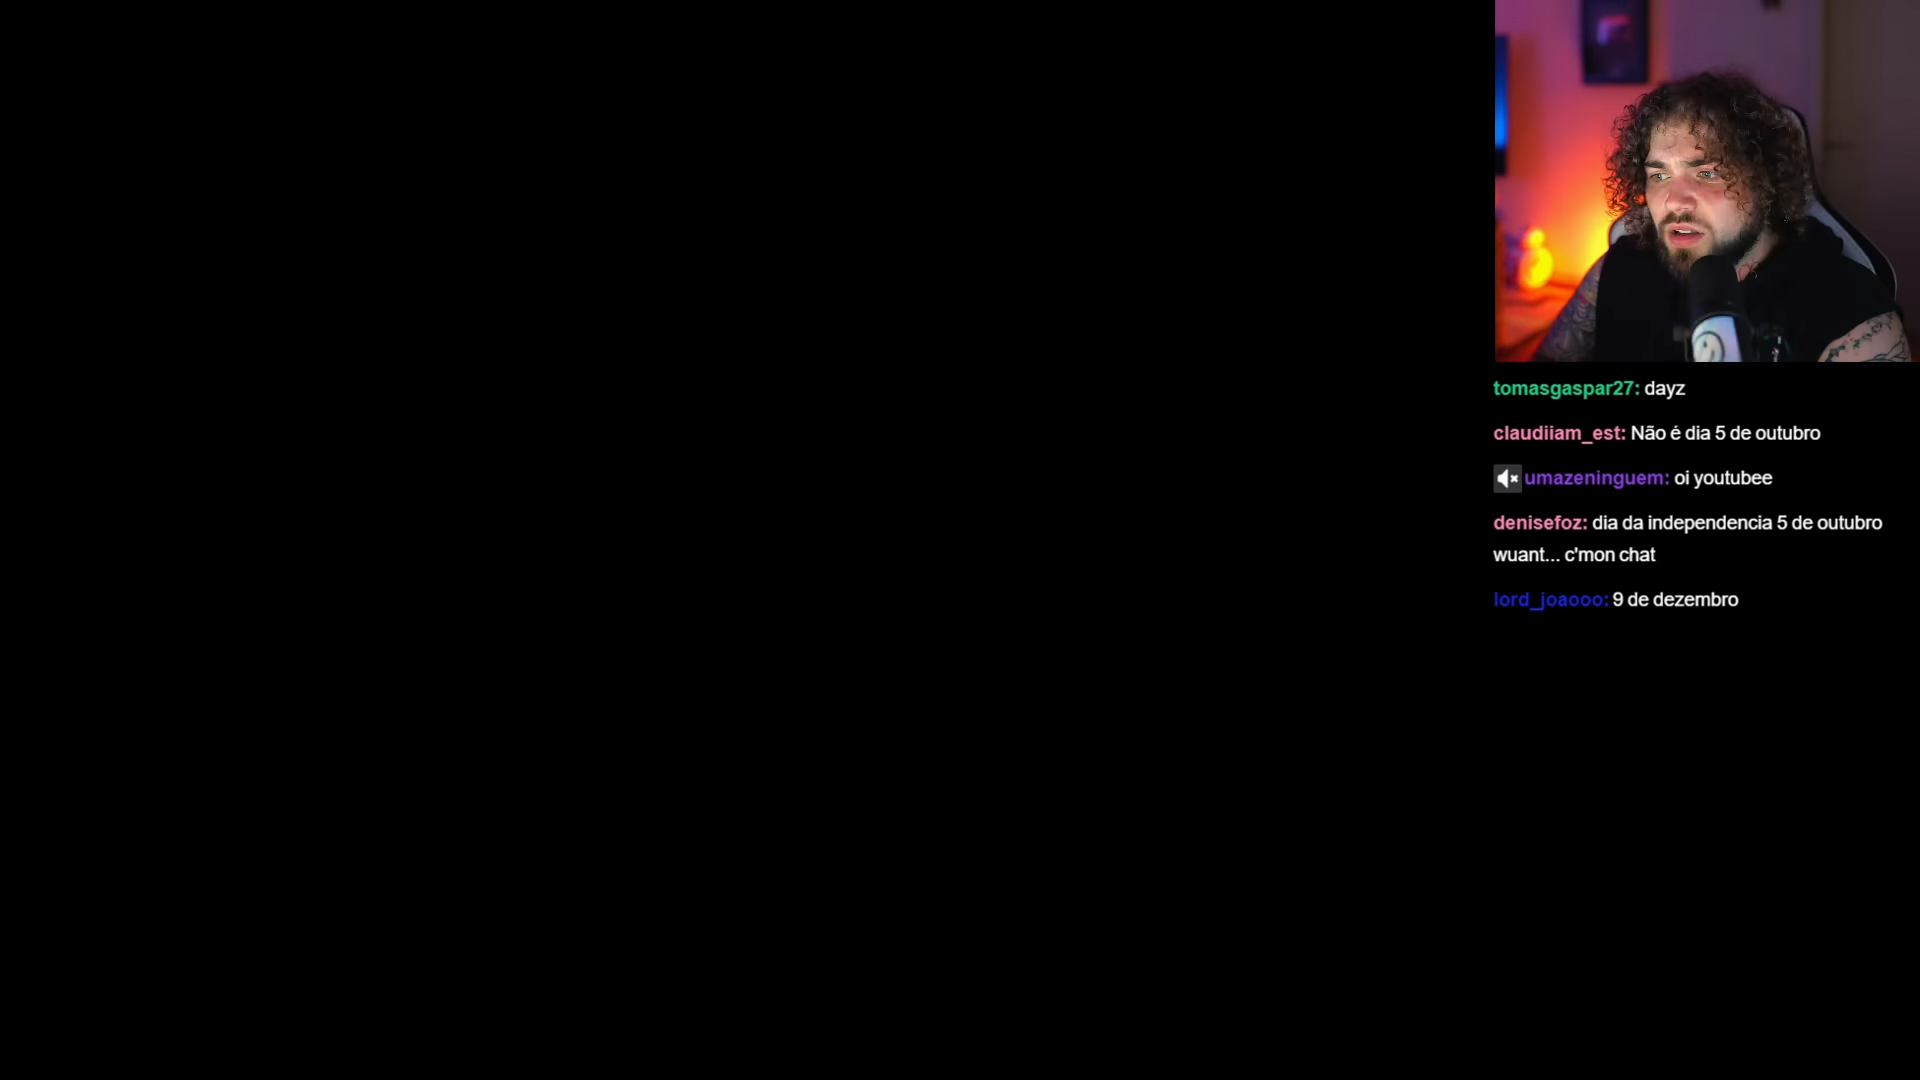 tomasgaspar27: dayz
claudiiam_est: Não é dia 5 de outubro
umazeninguem: oi youtubee
denisefoz: dia da independencia 5 de outubro
wuant... c'mon chat
lord_joaooo: 9 de dezembro